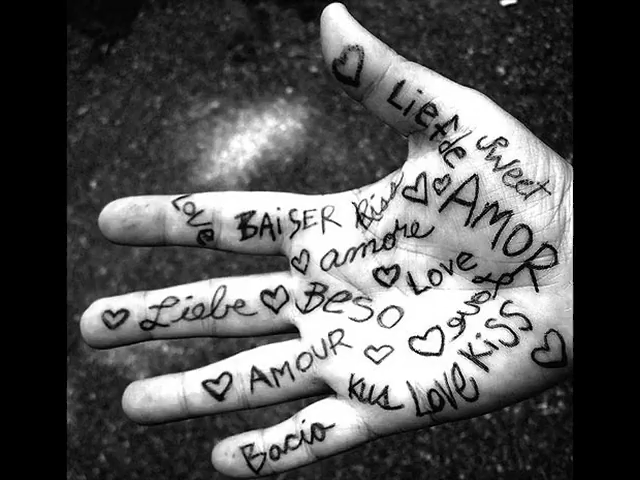 Liefde
Sweet
AMOR
Love
BAiSER
Kiss
amore
Love
Liebe
BESO
AMOUR
Kus
Love
KiSS
Bacio